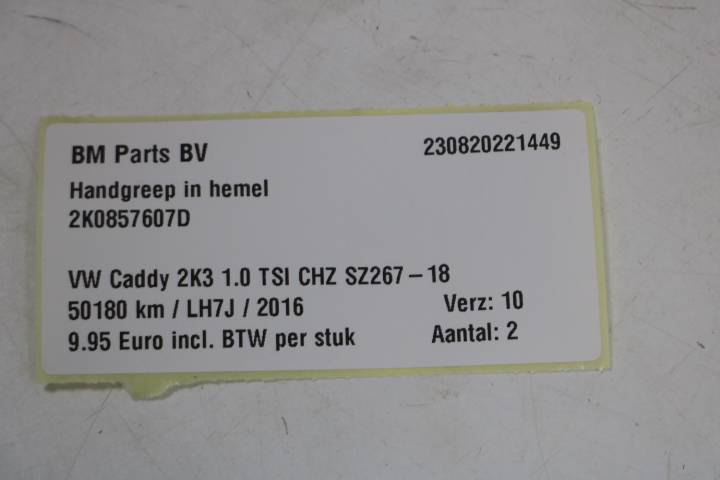 BM Parts BV 230820221449
Handgreep in hemel
2K0857607D
VW Caddy 2K3 1.0 TSI CHZ SZ267-18
50180 km / LH7J / 2016 Verz: 10
9.95 Euro incl. BTW per stuk Aantal: 2